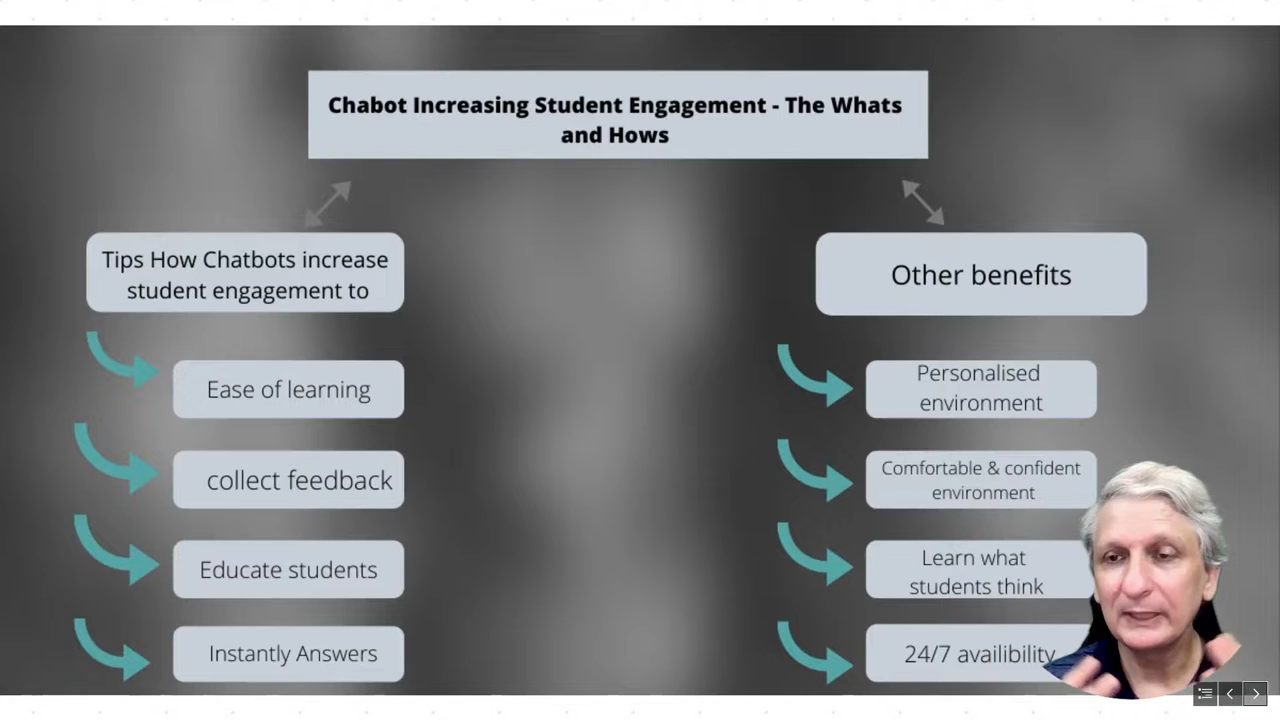 Chabot Increasing Student Engagement - The Whats
and Hows
Tips How Chatbots increase
student engagement to
Ease of learning
collect feedback
Educate students
Instantly Answers
Other benefits
Personalised
environment
Comfortable & confident
environment
Learn what
students think
24/7 availibility